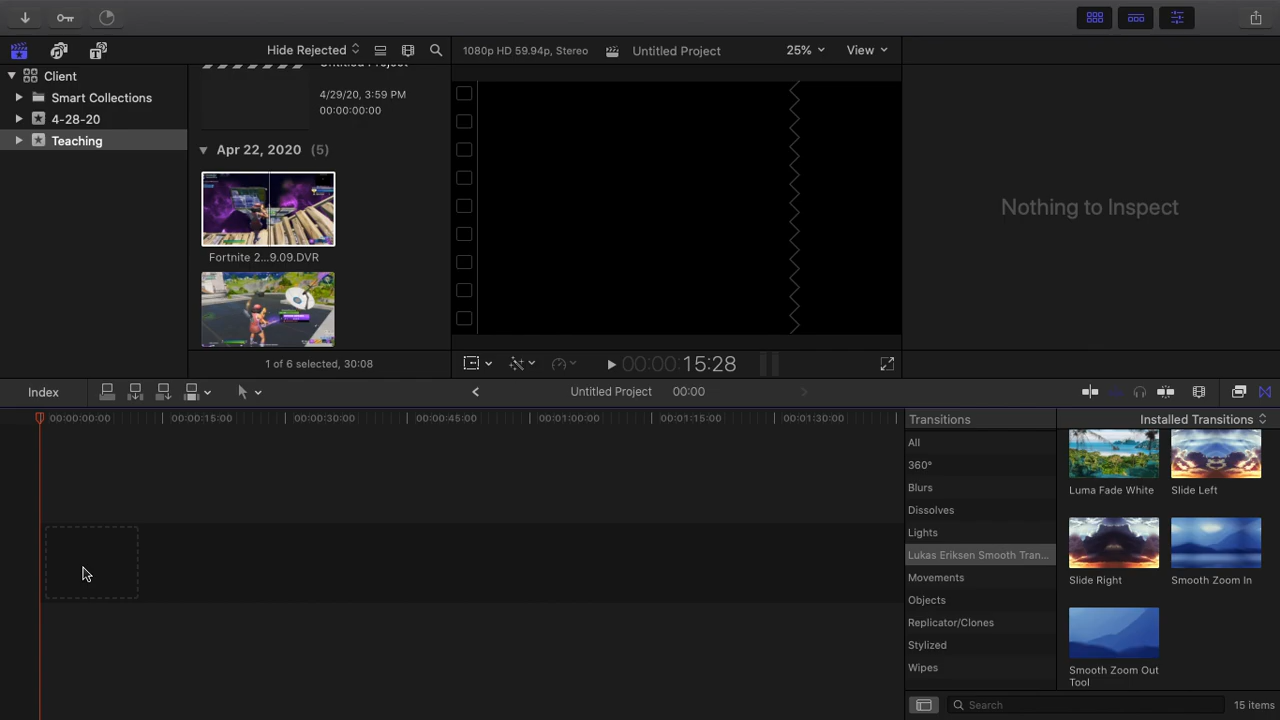 Hide Rejected
1080p HD 59.94p, Stereo
Untitled Project
25%
View
Client
Smart Collections
4-28-20
Teaching
Untitled Project
4/29/20, 3:59 PM
00:00:00:00
Apr 22, 2020 (5)
Fortnite 2...9.09.DVR
1 of 6 selected, 30:08
Nothing to Inspect
00:00:15:28
Index
Untitled Project
00:00
00:00:00:00
00:00:15:00
00:00:30:00
00:00:45:00
00:01:00:00
00:01:15:00
00:01:30:00
Transitions
Installed Transitions
All
360°
Blurs
Dissolves
Lights
Lukas Eriksen Smooth Tran...
Movements
Objects
Replicator/Clones
Stylized
Wipes
Luma Fade White
Slide Left
Slide Right
Smooth Zoom In
Smooth Zoom Out
Tool
Search
15 items